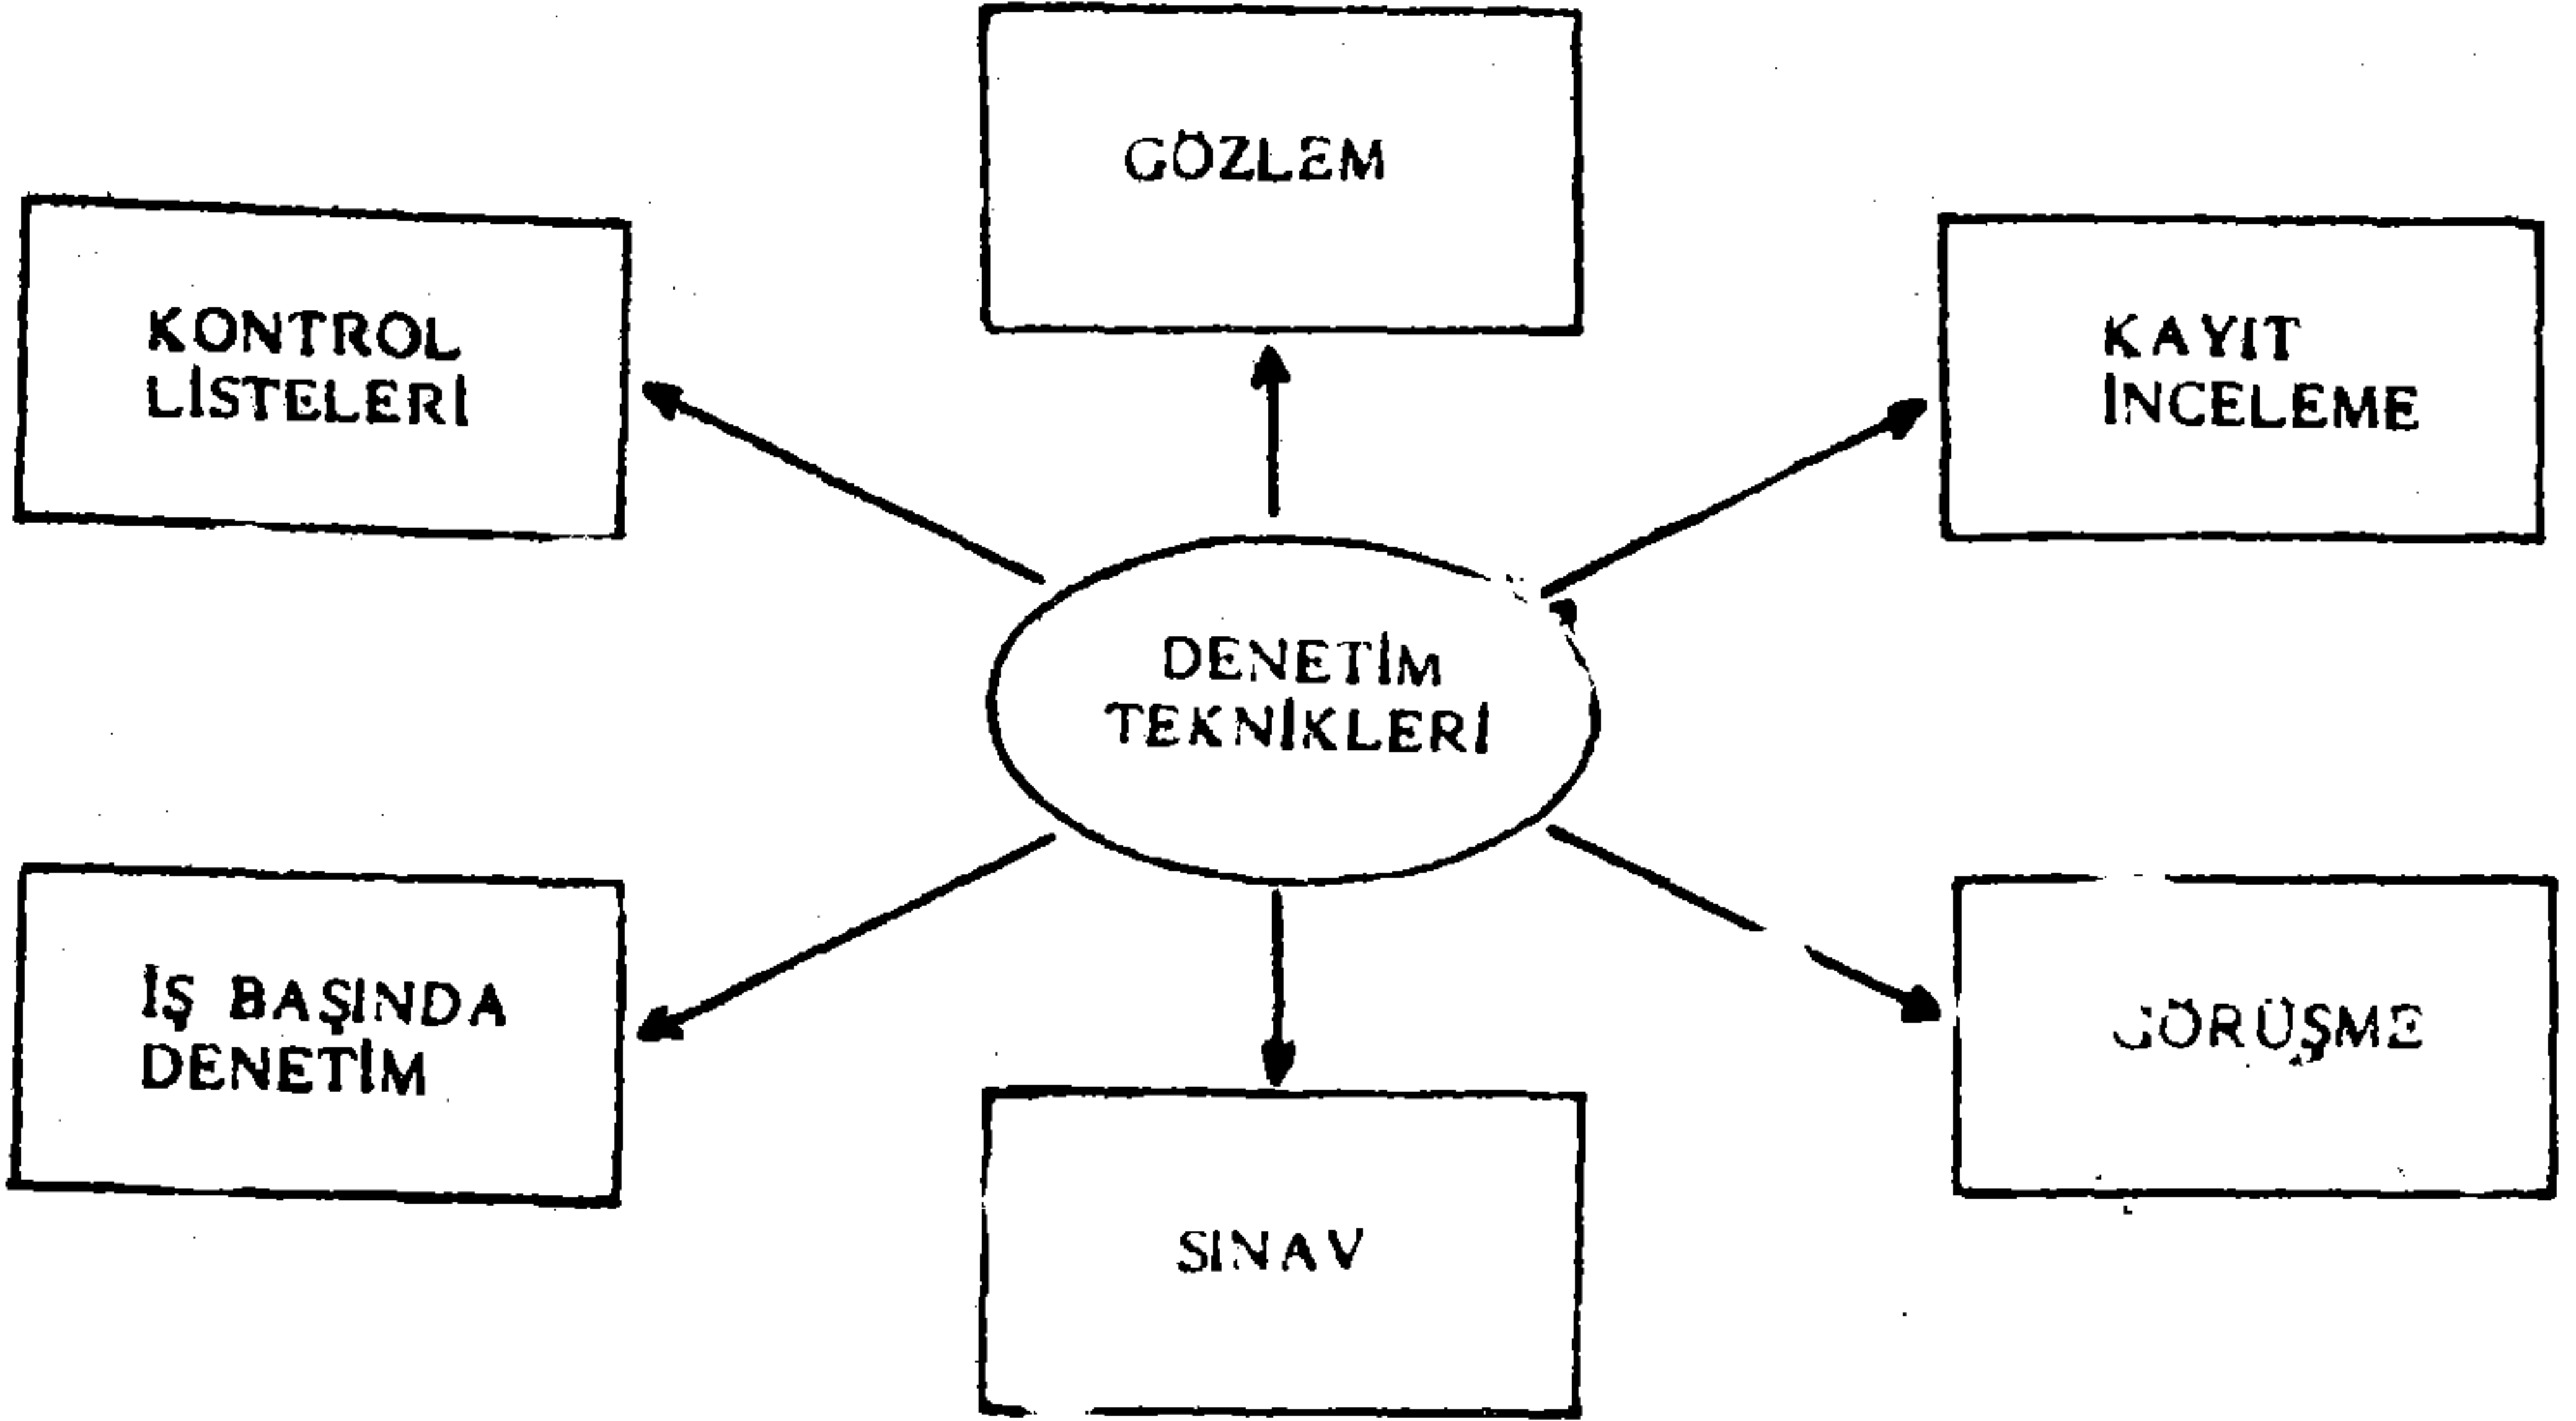 GÖZLEM
KONTROL
LİSTELERİ
KAYIT
İNCELEME
DENETİM
TEKNİKLERİ
İŞ BAŞINDA
DENETİM
GÖRÜŞME
SINAV